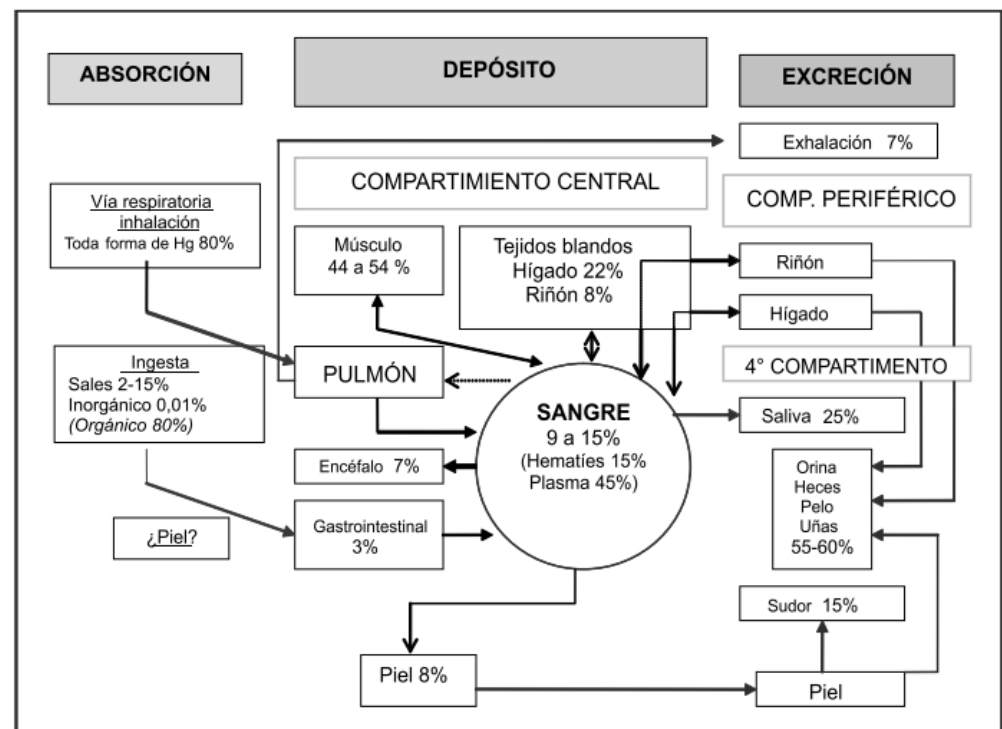 ABSORCIÓN
DEPÓSITO
EXCRECIÓN
Exhalación 7%
COMPARTIMIENTO CENTRAL
COMP. PERIFÉRICO
Vía respiratoria
inhalación
Toda forma de Hg 80%
Músculo
44 a 54 %
Tejidos blandos
Hígado 22%
Riñón 8%
Riñón
Hígado
Ingesta
Sales 2-15%
Inorgánico 0,01%
(Orgánico 80%)
PULMÓN
4° COMPARTIMENTO
SANGRE
9 a 15%
(Hematíes 15%
Plasma 45%)
Saliva 25%
Encéfalo 7%
Orina
Heces
Pelo
Uñas
55-60%
¿Piel?
Gastrointestinal
3%
Sudor 15%
Piel 8%
Piel